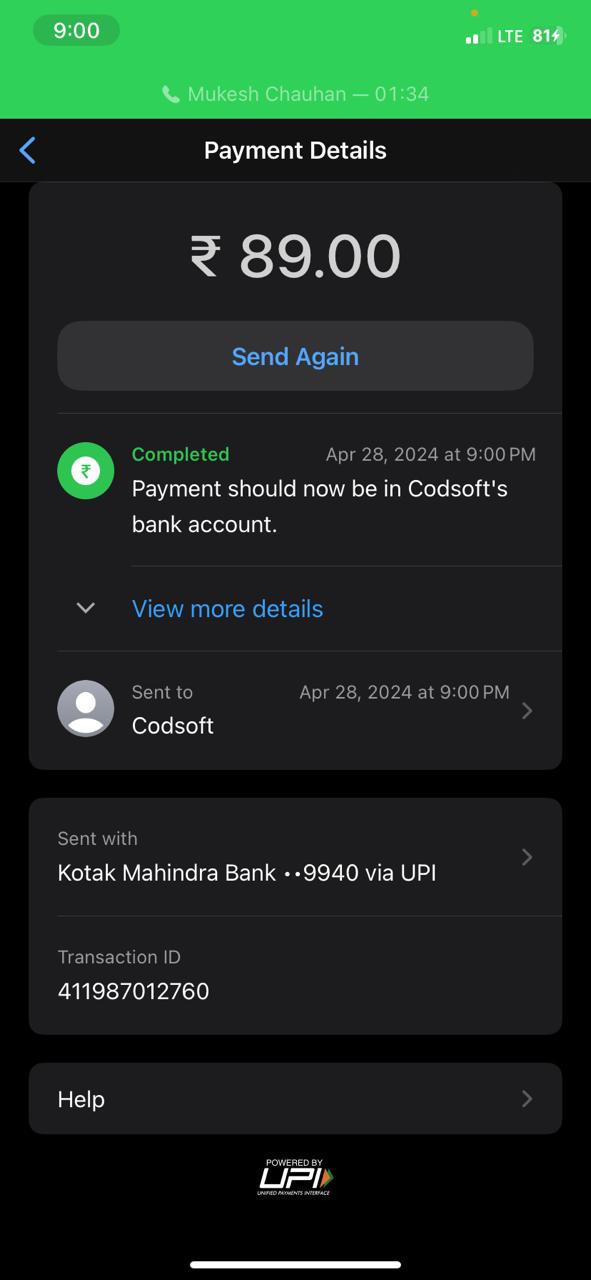 9:00
LTE 81
Mukesh Chauhan — 01:34
Payment Details
₹ 89.00
Send Again
Completed Apr 28, 2024 at 9:00 PM
Payment should now be in Codsoft's
bank account.
View more details
Sent to Apr 28, 2024 at 9:00 PM
Codsoft
Sent with
Kotak Mahindra Bank ••9940 via UPI
Transaction ID
411987012760
Help
POWERED BY
UPI
UNIFIED PAYMENTS INTERFACE